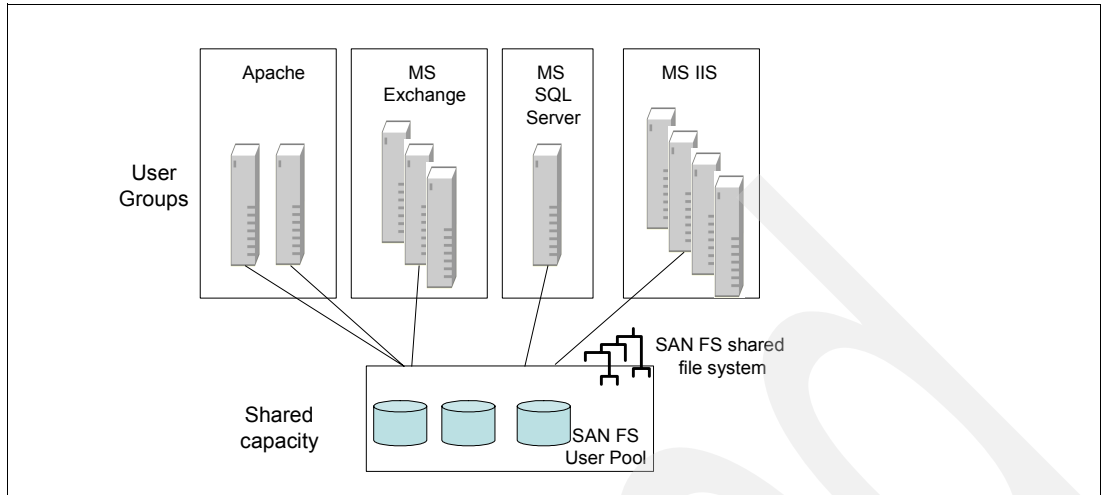 Apache
MS
Exchange
MS
SQL
Server
MS IIS
User
Groups
SAN FS shared
file system
Shared
capacity
SAN FS
User Pool